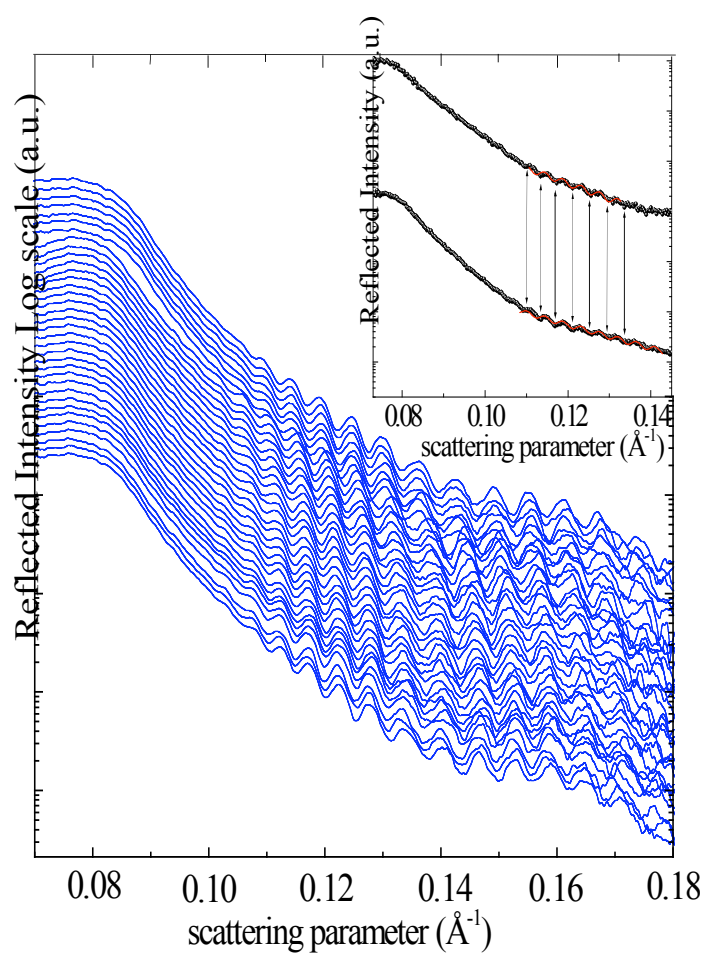 Reflected Intensity Log scale (a.u.)
0.08 0.10 0.12 0.14 0.16 0.18
scattering parameter (Å-1)
Reflected Intensity (a.u.)
0.08 0.10 0.12 0.14
scattering parameter (Å-1)